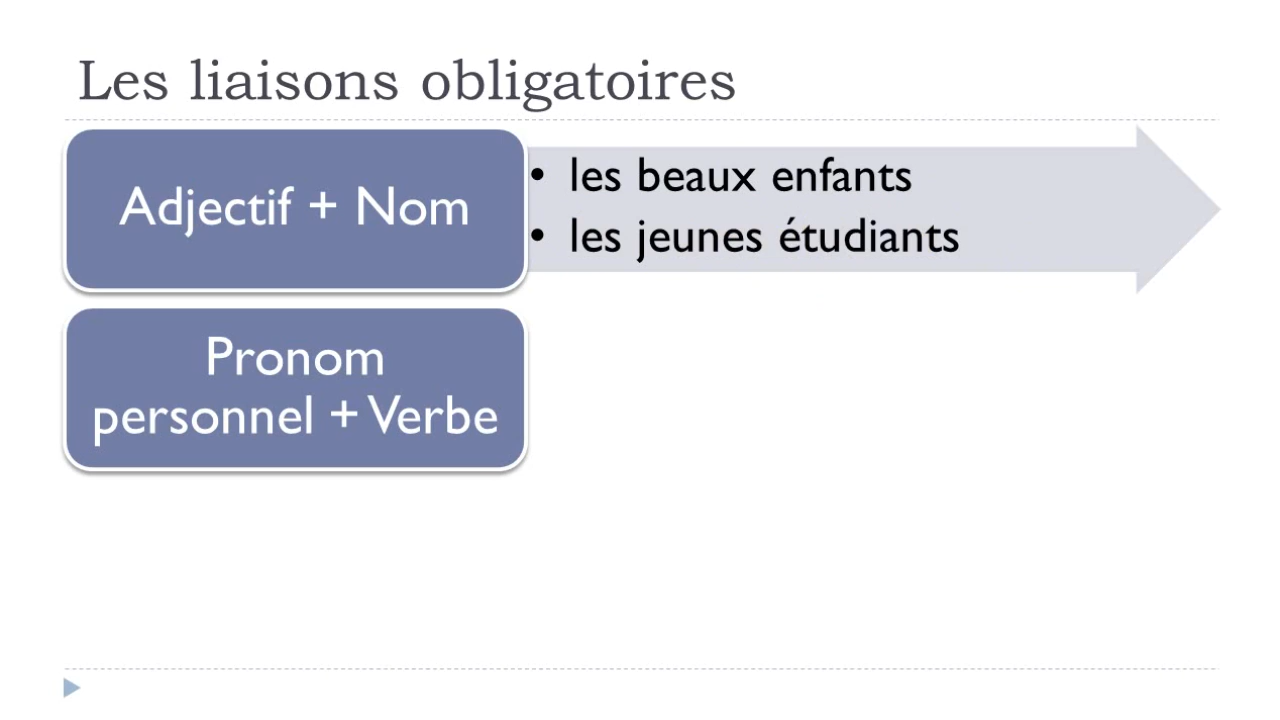 Les liaisons obligatoires
Adjectif + Nom
• les beaux enfants
• les jeunes étudiants
Pronom
personnel + Verbe